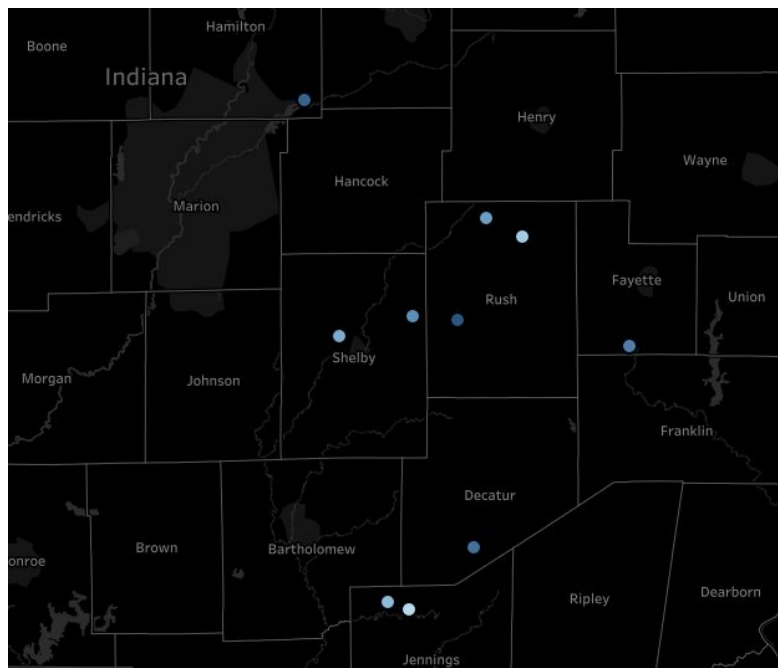 Hamilton
Boone
Indiana
Henry
Wayne
Hancock
endricks
Marion
Rush
Fayette
Union
Shelby
Morgan
Johnson
Franklin
Decatur
Brown
Bartholomew
onroe
Ripley
Dearborn
Jennings